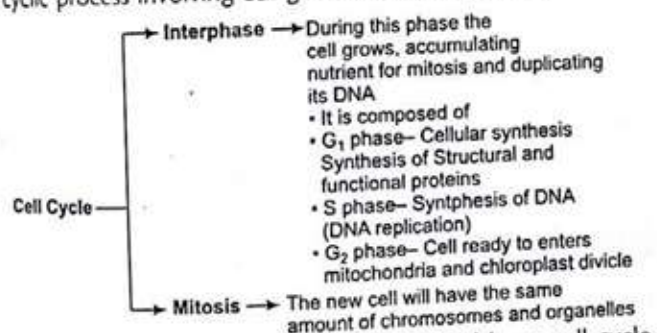 cyclic process involving
Interphase → During this phase the
cell grows, accumulating
nutrient for mitosis and duplicating
its DNA
• It is composed of
• G₁ phase– Cellular synthesis
Synthesis of Structural and
functional proteins
• S phase– Syntphesis of DNA
(DNA replication)
• G₂ phase– Cell ready to enters
mitochondria and chloroplast divicle
Cell Cycle
Mitosis → The new cell will have the same
amount of chromosomes and organelles
cell cycle